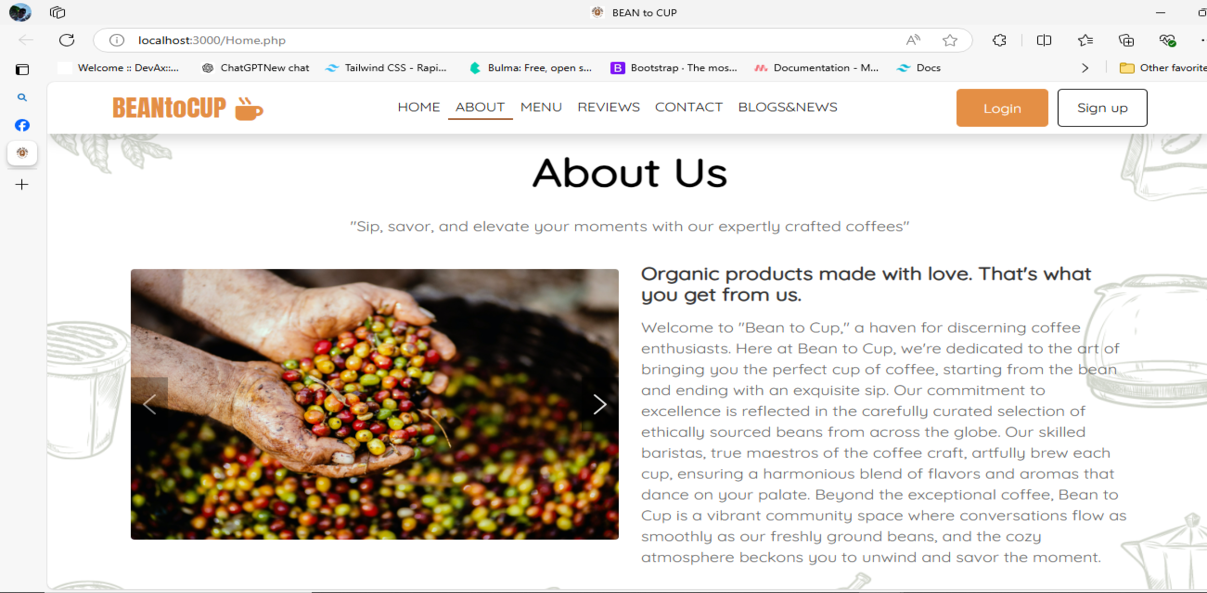 BEAN to CUP
localhost:3000/Home.php
Welcome :: DevAx::...
ChatGPTNew chat
Tailwind CSS - Rapi...
Bulma: Free, open s...
Bootstrap · The mos...
Documentation - M...
Docs
Other favorite
BEANtoCUP
HOME
ABOUT
MENU
REVIEWS
CONTACT
BLOGS&NEWS
Login
Sign up
About Us
"Sip, savor, and elevate your moments with our expertly crafted coffees"
Organic products made with love. That's what
you get from us.
Welcome to "Bean to Cup," a haven for discerning coffee
enthusiasts. Here at Bean to Cup, we're dedicated to the art of
bringing you the perfect cup of coffee, starting from the bean
and ending with an exquisite sip. Our commitment to
excellence is reflected in the carefully curated selection of
ethically sourced beans from across the globe. Our skilled
baristas, true maestros of the coffee craft, artfully brew each
cup, ensuring a harmonious blend of flavors and aromas that
dance on your palate. Beyond the exceptional coffee, Bean to
Cup is a vibrant community space where conversations flow as
smoothly as our freshly ground beans, and the cozy
atmosphere beckons you to unwind and savor the moment.